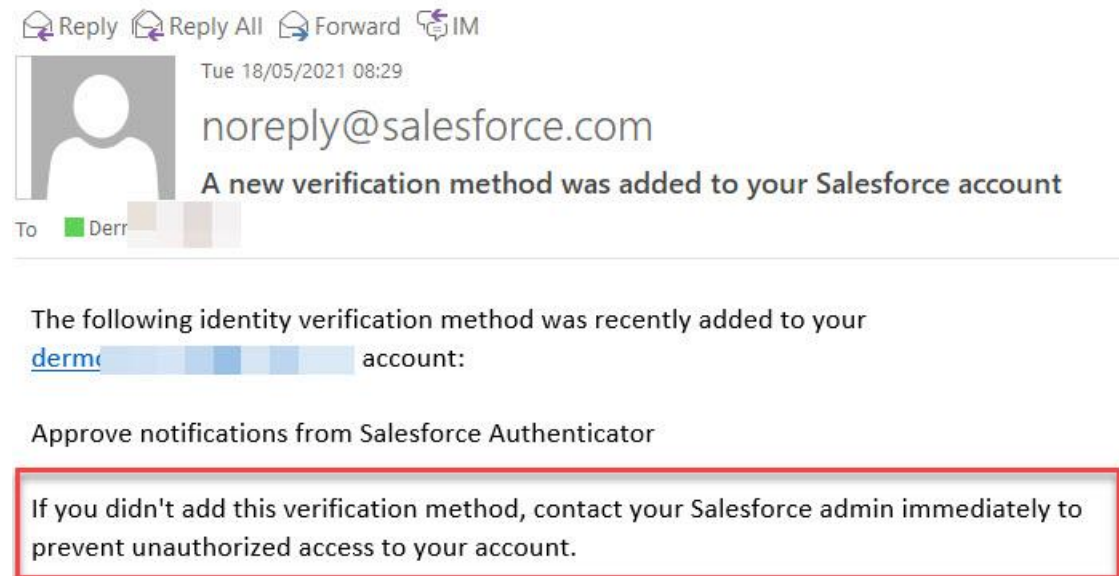 Reply Reply All Forward IM
Tue 18/05/2021 08:29
noreply@salesforce.com
A new verification method was added to your Salesforce account
To
The following identity verification method was recently added to your
account:
Approve notifications from Salesforce Authenticator
If you didn't add this verification method, contact your Salesforce admin immediately to
prevent unauthorized access to your account.